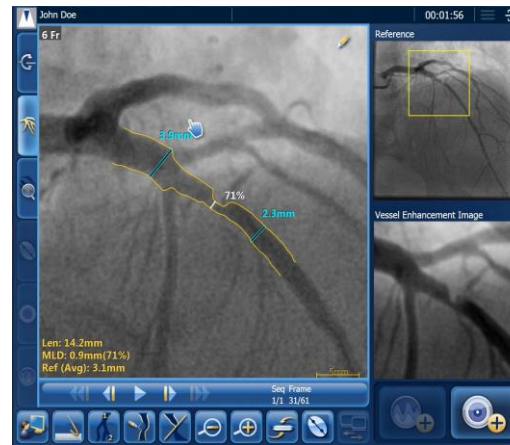 John Doe
00:01:56
6 Fr
Reference
3.9mm
71%
2.3mm
Vessel Enhancement Image
Len: 14.2mm
MLD: 0.9mm(71%)
Ref (Avg): 3.1mm
5mm
Seq Frame
1/1 31/61
2